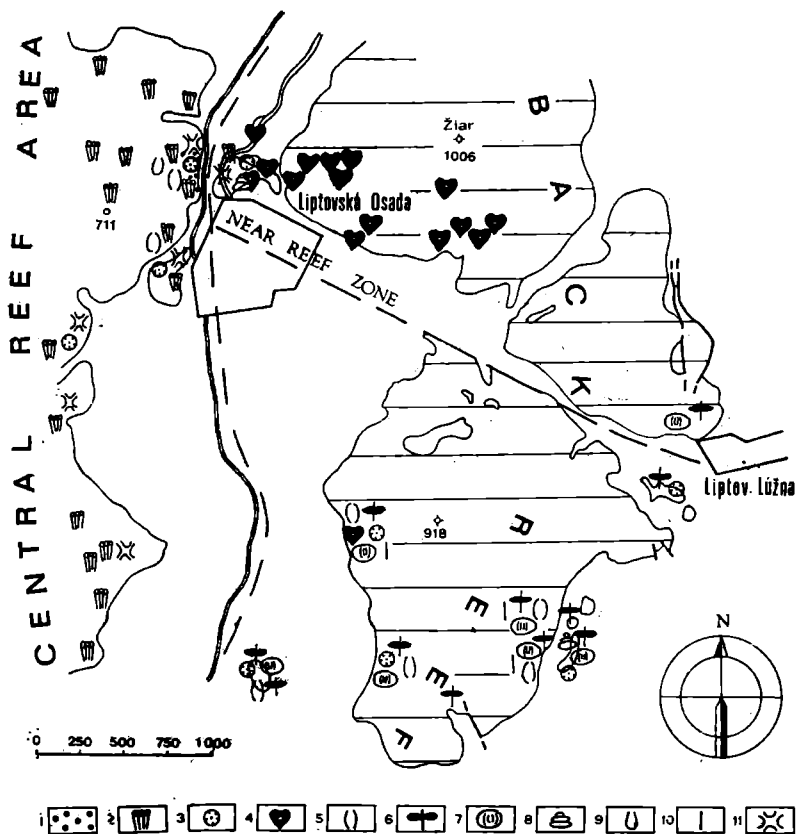 CENTRAL REEF AREA
BACK REEF
Žiar
1006
Liptovská Osada
711
NEAR REEF ZONE
Liptov. Lúžna
918
N
0 250 500 750 1000
1 2 3 4 5 6 7 8 9 10 11